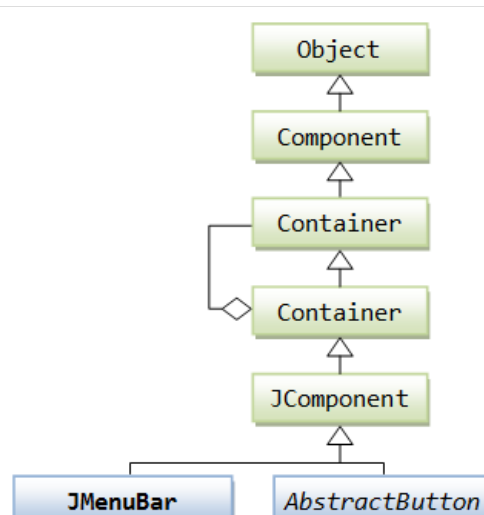 Object
Component
Container
Container
JComponent
JMenuBar
AbstractButton